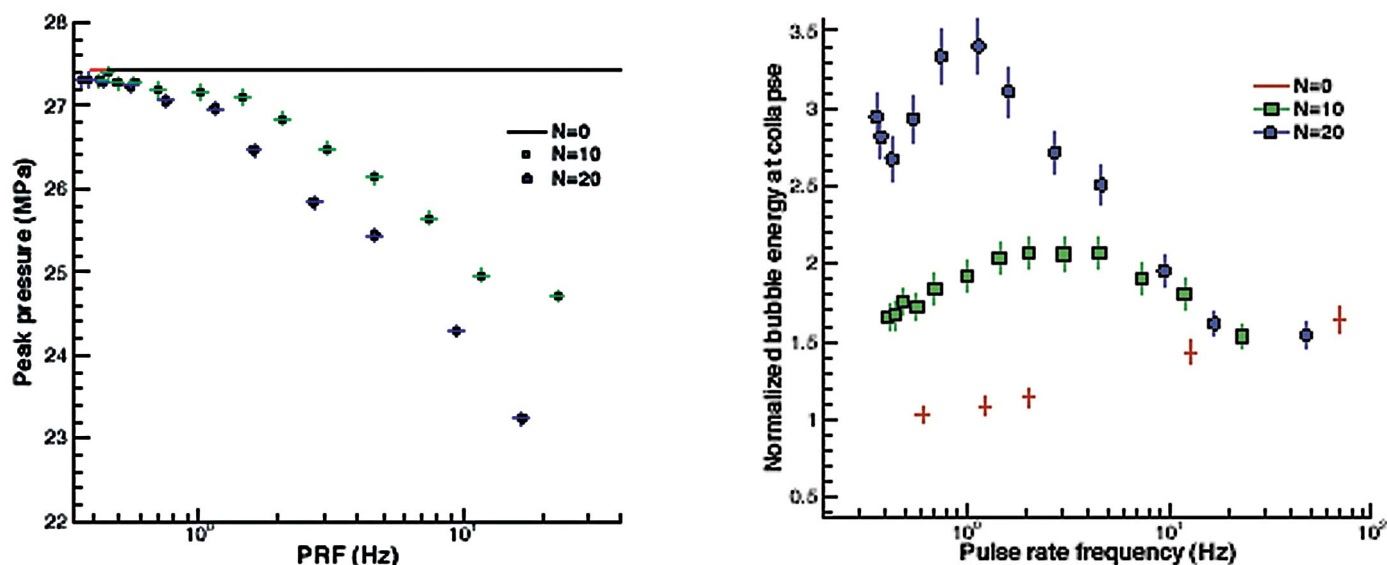 28
27
26
25
24
23
22
Peak pressure (MPa)
N=0
N=10
N=20
10⁰
10¹
PRF (Hz)
3.5
3
2.5
2
1.5
1
0.5
Normalized bubble energy at collapse
N=0
N=10
N=20
10⁰
10¹
10²
Pulse rate frequency (Hz)